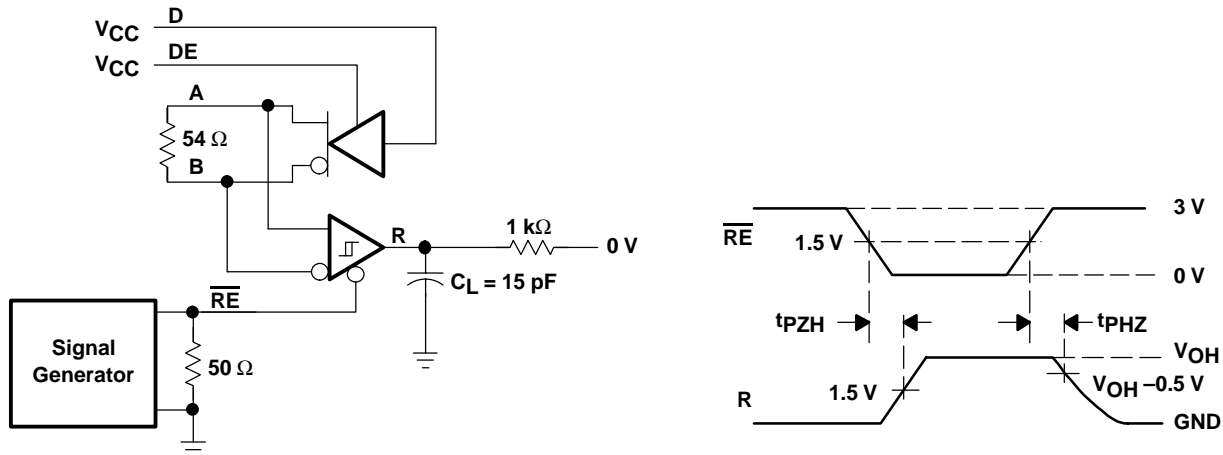 D
VCC
DE
VCC
A
54 Ω
B
R
1 kΩ
0 V
CL = 15 pF
RE
Signal
Generator
50 Ω
3 V
RE
1.5 V
0 V
tPZH
tPHZ
VOH
1.5 V
VOH –0.5 V
R
GND